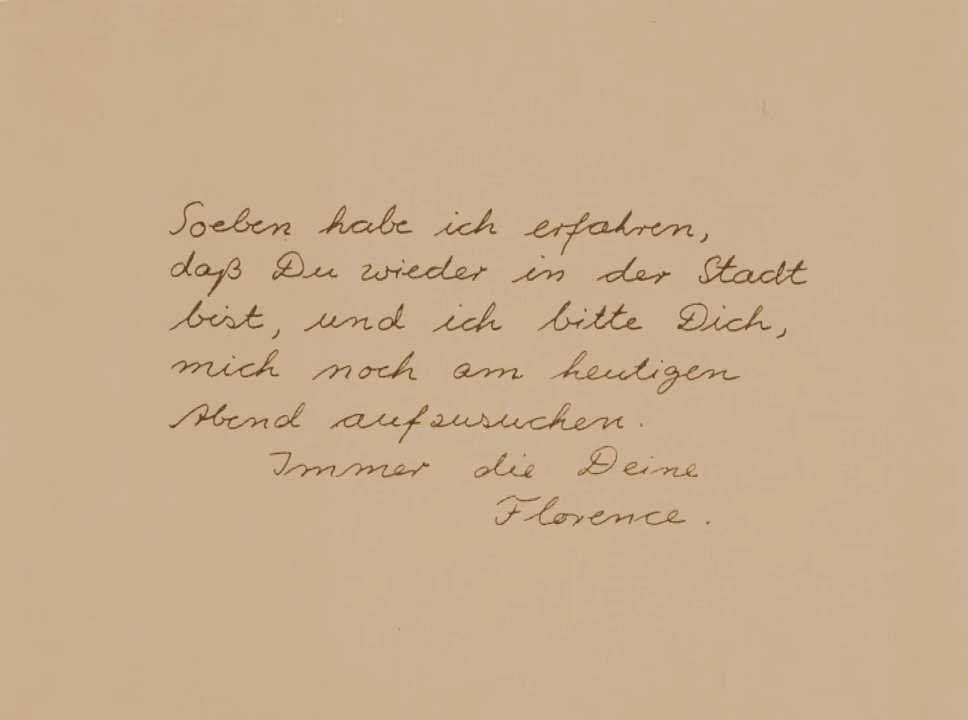 Soeben habe ich erfahren,
daß Du wieder in der Stadt
bist, und ich bitte Dich,
mich noch am heutigen
Abend aufzusuchen.
Immer die Deine
Florence.